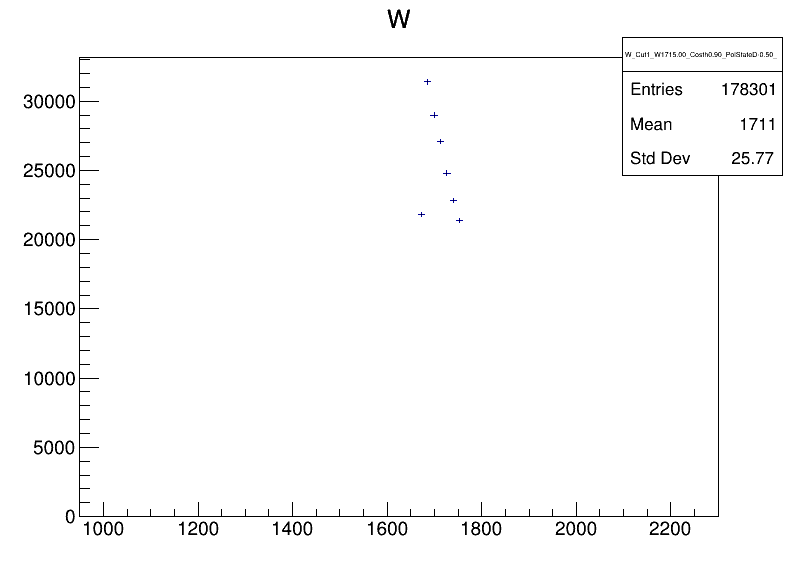 W
W_Cut1_W1715.00_Costh0.90_PolStateD-0.50_
Entries 178301
Mean 1711
Std Dev 25.77
30000
25000
20000
15000
10000
5000
0
1000 1200 1400 1600 1800 2000 2200